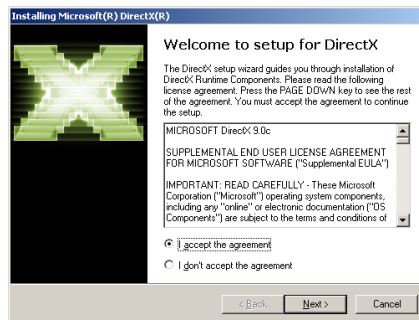 Installing Microsoft(R) DirectX(R)
Welcome to setup for DirectX
The DirectX setup wizard guides you through installation of
DirectX Runtime Components. Please read the following
license agreement. Press the PAGE DOWN key to see the rest
of the agreement. You must accept the agreement to continue
the setup.
MICROSOFT DirectX 9.0c
SUPPLEMENTAL END USER LICENSE AGREEMENT
FOR MICROSOFT SOFTWARE ("Supplemental EULA")
IMPORTANT: READ CAREFULLY - These Microsoft
Corporation ("Microsoft") operating system components,
including any "online" or electronic documentation ("OS
Components") are subject to the terms and conditions of
I accept the agreement
I don't accept the agreement
< Back Next > Cancel